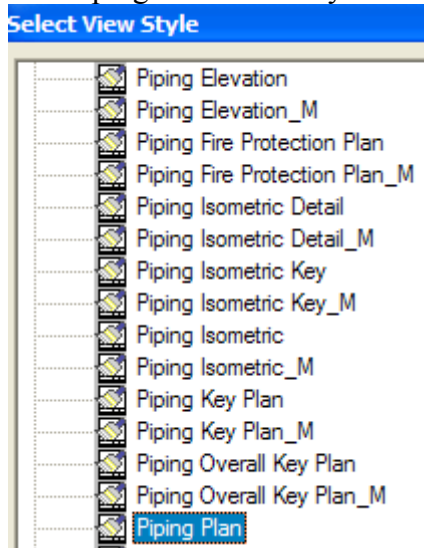 Select View Style
Piping Elevation
Piping Elevation_M
Piping Fire Protection Plan
Piping Fire Protection Plan_M
Piping Isometric Detail
Piping Isometric Detail_M
Piping Isometric Key
Piping Isometric Key_M
Piping Isometric
Piping Isometric_M
Piping Key Plan
Piping Key Plan_M
Piping Overall Key Plan
Piping Overall Key Plan_M
Piping Plan